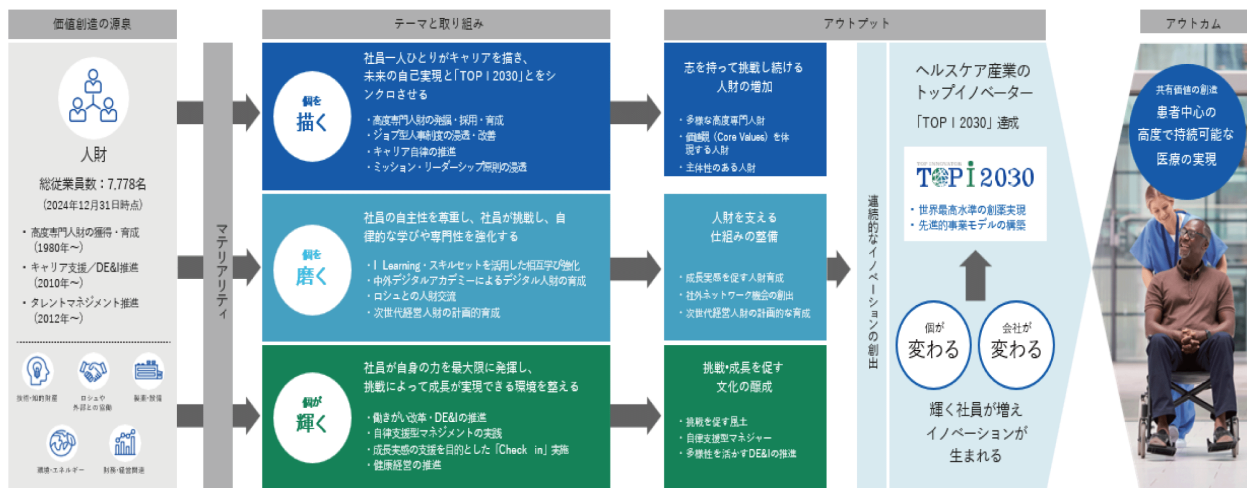 価値創造の源泉
テーマと取り組み
アウトプット
アウトカム
人財
総従業員数：7,778名
(2024年12月31日時点)
・高度専門人財の獲得・育成
(1980年～)
・キャリア支援／DE&I推進
(2010年～)
・タレントマネジメント推進
(2012年～)
技術・知的財産
ロシュや
外部との協働
製薬・設備
環境・エネルギー
財務・経営関連
マテリアリティ
個を
描く
社員一人ひとりがキャリアを描き、
未来の自己実現と「TOP I 2030」とをシ
ンクロさせる
・高度専門人財の発掘・採用・育成
・ジョブ型人事制度の浸透・改善
・キャリア自律の推進
・ミッション・リーダーシップ原則の浸透
個を
磨く
社員の自主性を尊重し、社員が挑戦し、自
律的な学びや専門性を強化する
・I Learning・スキルセットを活用した相互学び強化
・中外デジタルアカデミーによるデジタル人財の育成
・ロシュとの人財交流
・次世代経営人財の計画的育成
個が
輝く
社員が自身の力を最大限に発揮し、
挑戦によって成長が実現できる環境を整える
・働きがい改革・DE&Iの推進
・自律支援型マネジメントの実践
・成長実感の支援を目的とした「Check in」実施
・健康経営の推進
志を持って挑戦し続ける
人財の増加
・多様な高度専門人財
・価値観（Core Values）を体
現する人財
・主体性のある人財
人財を支える
仕組みの整備
・成長実感を促す人財育成
・社外ネットワーク機会の創出
・次世代経営人財の計画的な育成
挑戦・成長を促す
文化の醸成
・挑戦を促す風土
・自律支援型マネジャー
・多様性を活かすDE&Iの推進
連続的なイノベーションの創出
ヘルスケア産業の
トップイノベーター
「TOP I 2030」達成
TOP INNOVATOR
TOP i 2030
・世界最高水準の創薬実現
・先進的事業モデルの構築
個が
変わる
会社が
変わる
輝く社員が増え
イノベーションが
生まれる
共有価値の創造
患者中心の
高度で持続可能な
医療の実現